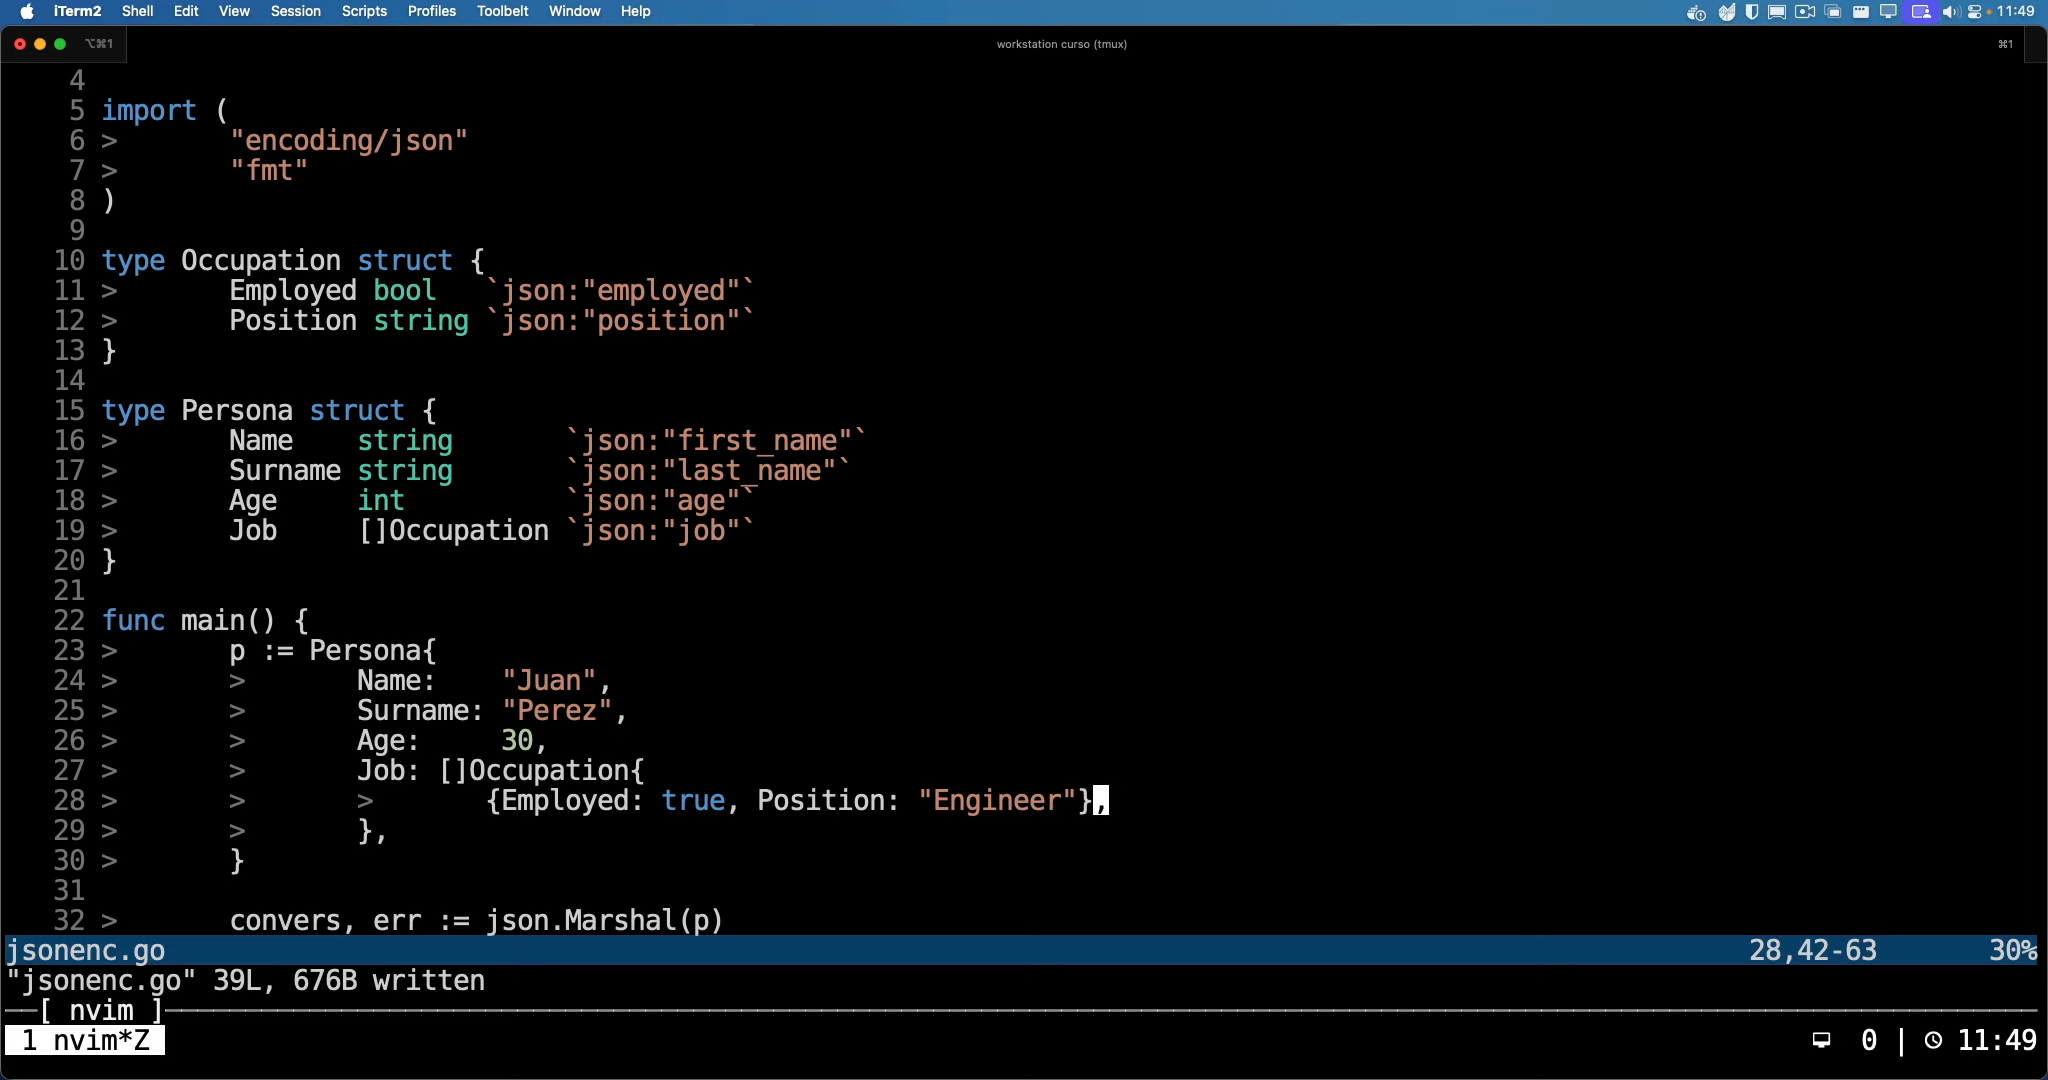 iTerm2 Shell Edit View Session Scripts Profiles Toolbelt Window Help 11:49
⌥⌘1 workstation curso (tmux) ⌘1
4
5 import (
6 > "encoding/json"
7 > "fmt"
8 )
9
10 type Occupation struct {
11 > Employed bool `json:"employed"`
12 > Position string `json:"position"`
13 }
14
15 type Persona struct {
16 > Name string `json:"first_name"`
17 > Surname string `json:"last_name"`
18 > Age int `json:"age"`
19 > Job []Occupation `json:"job"`
20 }
21
22 func main() {
23 > p := Persona{
24 > > Name: "Juan",
25 > > Surname: "Perez",
26 > > Age: 30,
27 > > Job: []Occupation{
28 > > > {Employed: true, Position: "Engineer"},
29 > > },
30 > }
31
32 > convers, err := json.Marshal(p)
jsonenc.go 28,42-63 30%
"jsonenc.go" 39L, 676B written
[ nvim ]
1 nvim*Z 0 | 11:49